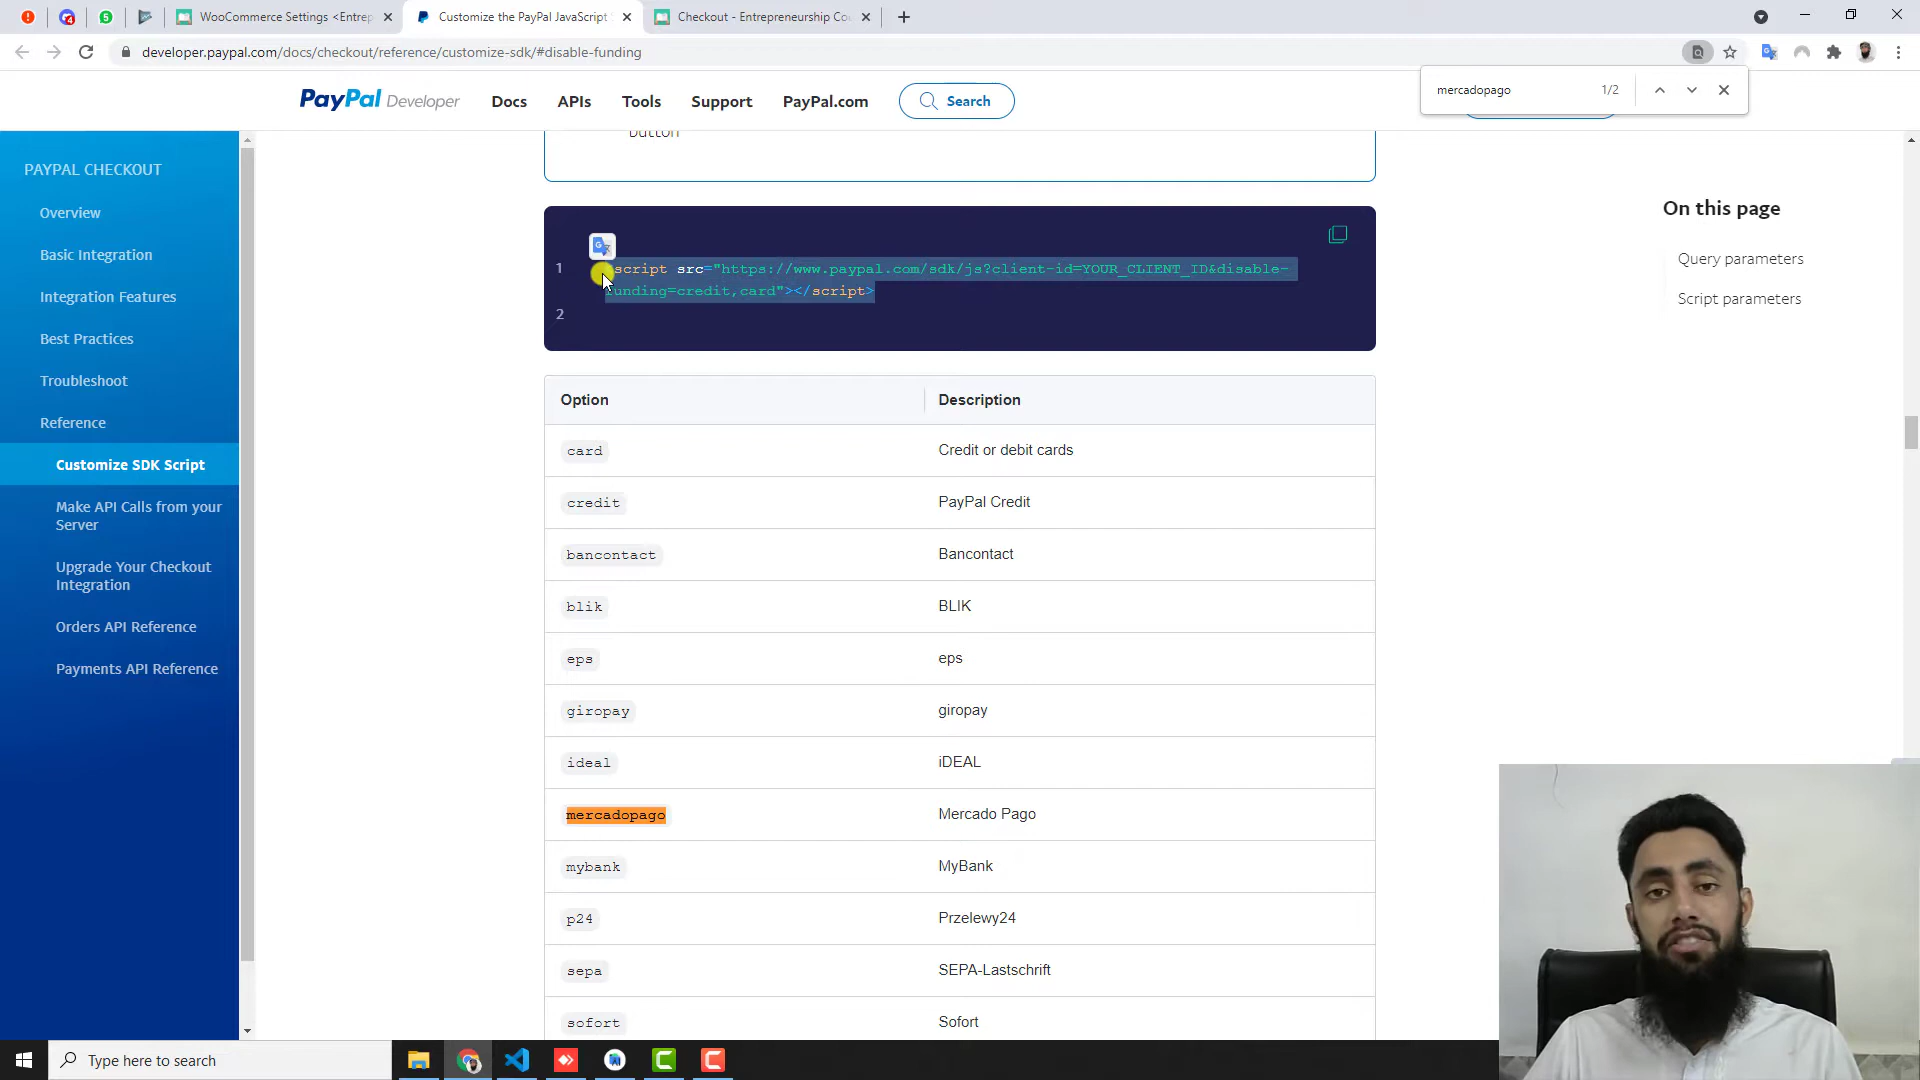 WooCommerce Settings <Entrep
Customize the PayPal JavaScript
Checkout - Entrepreneurship Cou
developer.paypal.com/docs/checkout/reference/customize-sdk/#disable-funding
mercadopago
1/2
PayPal Developer
Docs
APIs
Tools
Support
PayPal.com
Search
PAYPAL CHECKOUT
Overview
Basic Integration
Integration Features
Best Practices
Troubleshoot
Reference
Customize SDK Script
Make API Calls from your
Server
Upgrade Your Checkout
Integration
Orders API Reference
Payments API Reference
button
1
script src="https://www.paypal.com/sdk/js?client-id=YOUR_CLIENT_ID&disable-
funding=credit,card"></script>
2
Option
Description
card
Credit or debit cards
credit
PayPal Credit
bancontact
Bancontact
blik
BLIK
eps
eps
giropay
giropay
ideal
iDEAL
mercadopago
Mercado Pago
mybank
MyBank
p24
Przelewy24
sepa
SEPA-Lastschrift
sofort
Sofort
On this page
Query parameters
Script parameters
Type here to search